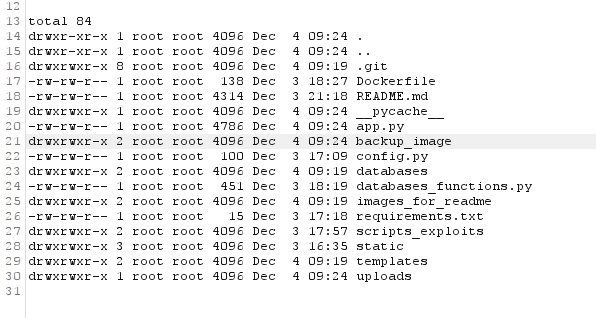 12
13 total 84
14 drwxr-xr-x 1 root root 4096 Dec  4 09:24 .
15 drwxr-xr-x 1 root root 4096 Dec  4 09:24 ..
16 drwxrwxr-x 8 root root 4096 Dec  4 09:19 .git
17 -rw-rw-r-- 1 root root  138 Dec  3 18:27 Dockerfile
18 -rw-rw-r-- 1 root root 4314 Dec  3 21:18 README.md
19 drwxrwxr-x 1 root root 4096 Dec  4 09:24 __pycache__
20 -rw-rw-r-- 1 root root 4786 Dec  4 09:24 app.py
21 drwxrwxr-x 2 root root 4096 Dec  4 09:24 backup_image
22 -rw-rw-r-- 1 root root  100 Dec  3 17:09 config.py
23 drwxrwxr-x 2 root root 4096 Dec  4 09:19 databases
24 -rw-rw-r-- 1 root root  451 Dec  3 18:19 databases_functions.py
25 drwxrwxr-x 2 root root 4096 Dec  4 09:19 images_for_readme
26 -rw-rw-r-- 1 root root   15 Dec  3 17:18 requirements.txt
27 drwxrwxr-x 2 root root 4096 Dec  3 17:57 scripts_exploits
28 drwxrwxr-x 3 root root 4096 Dec  3 16:35 static
29 drwxrwxr-x 2 root root 4096 Dec  4 09:19 templates
30 drwxrwxr-x 1 root root 4096 Dec  4 09:24 uploads
31